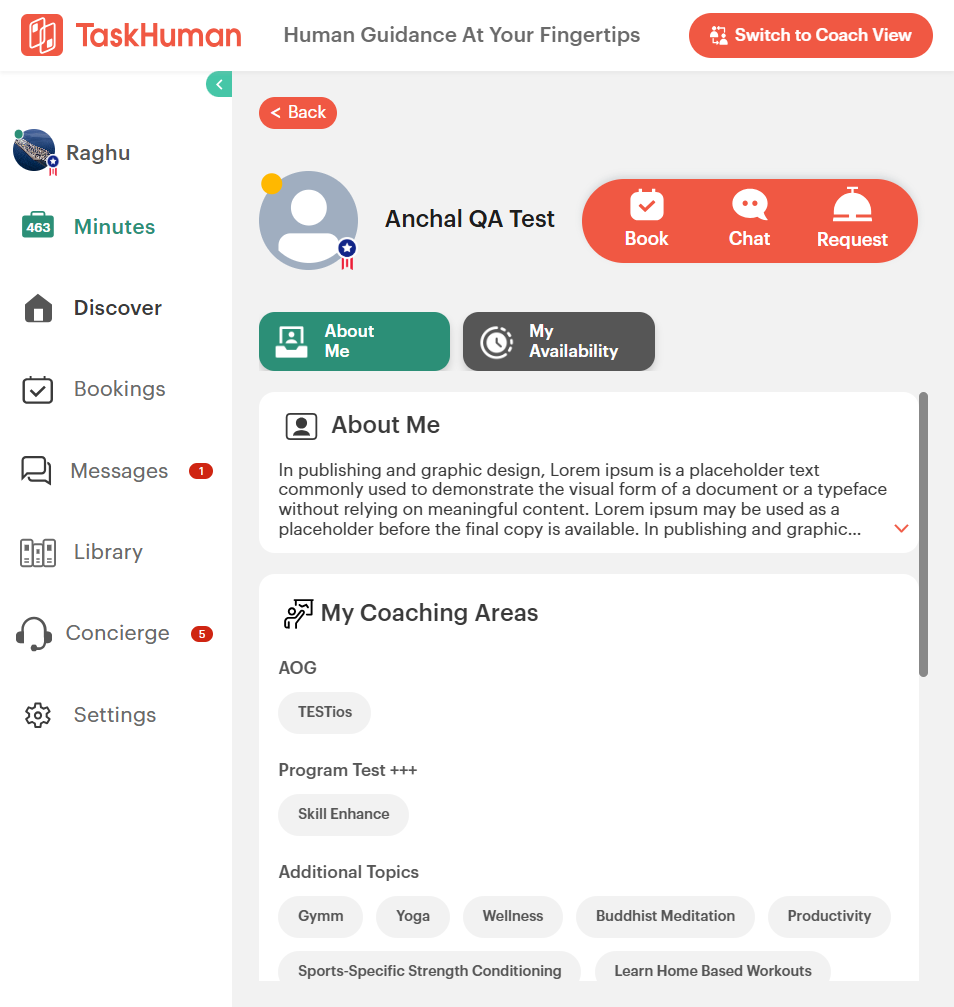 TaskHuman
Human Guidance At Your Fingertips
Switch to Coach View
<
< Back
Raghu
463
Minutes
Discover
Bookings
Messages
1
Library
Concierge
5
Settings
Anchal QA Test
Book
Chat
Request
About
Me
My
Availability
About Me
In publishing and graphic design, Lorem ipsum is a placeholder text
commonly used to demonstrate the visual form of a document or a typeface
without relying on meaningful content. Lorem ipsum may be used as a
placeholder before the final copy is available. In publishing and graphic...
My Coaching Areas
AOG
TESTios
Program Test +++
Skill Enhance
Additional Topics
Gymm Yoga Wellness Buddhist Meditation Productivity
Sports-Specific Strength Conditioning Learn Home Based Workouts